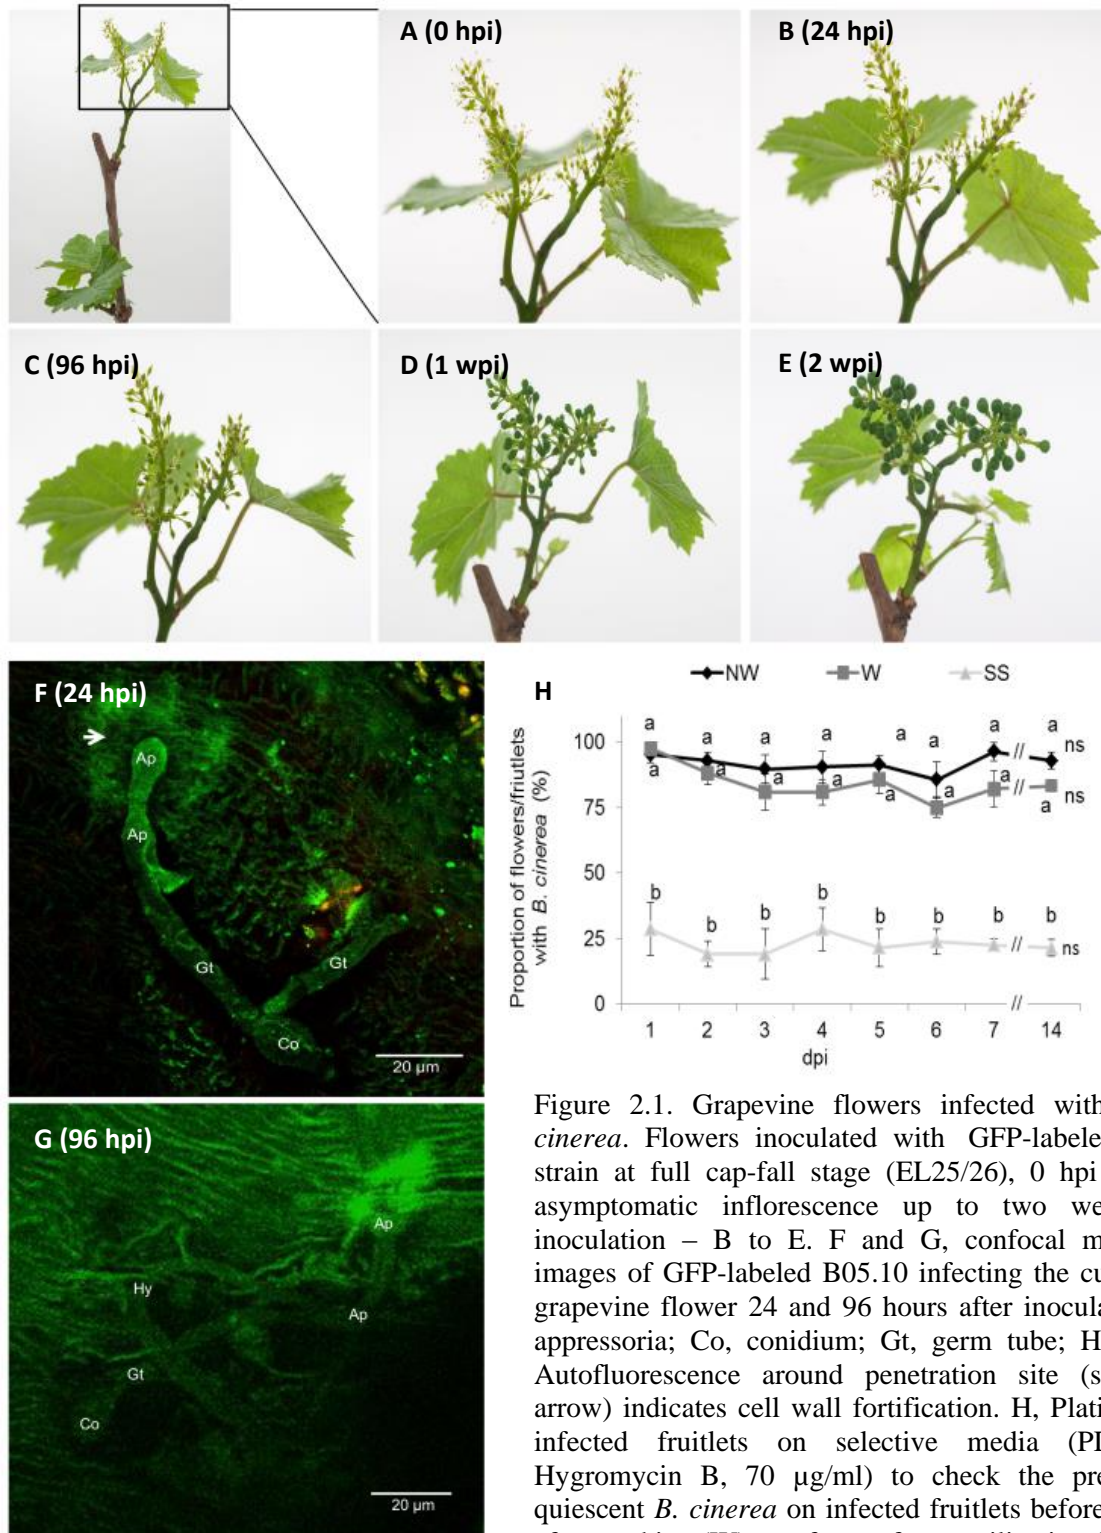 A (0 hpi)
B (24 hpi)
C (96 hpi)
D (1 wpi)
E (2 wpi)
F (24 hpi)
Ap
Ap
Gt
Gt
Co
20 µm
G (96 hpi)
Ap
Hy
Ap
Gt
Co
20 µm
H
NW W SS
Proportion of flowers/friutlets
with B. cinerea (%)
100
75
50
25
0
a a a a a a a a ns
a a a a a a a a ns
b b b b b b b b ns
// // // //
1 2 3 4 5 6 7 14
dpi
Figure 2.1. Grapevine flowers infected with
cinerea. Flowers inoculated with GFP-labele
strain at full cap-fall stage (EL25/26), 0 hpi
asymptomatic inflorescence up to two we
inoculation – B to E. F and G, confocal m
images of GFP-labeled B05.10 infecting the cu
grapevine flower 24 and 96 hours after inocula
appressoria; Co, conidium; Gt, germ tube; H
Autofluorescence around penetration site (s
arrow) indicates cell wall fortification. H, Plati
infected fruitlets on selective media (PI
Hygromycin B, 70 µg/ml) to check the pre
quiescent B. cinerea on infected fruitlets before